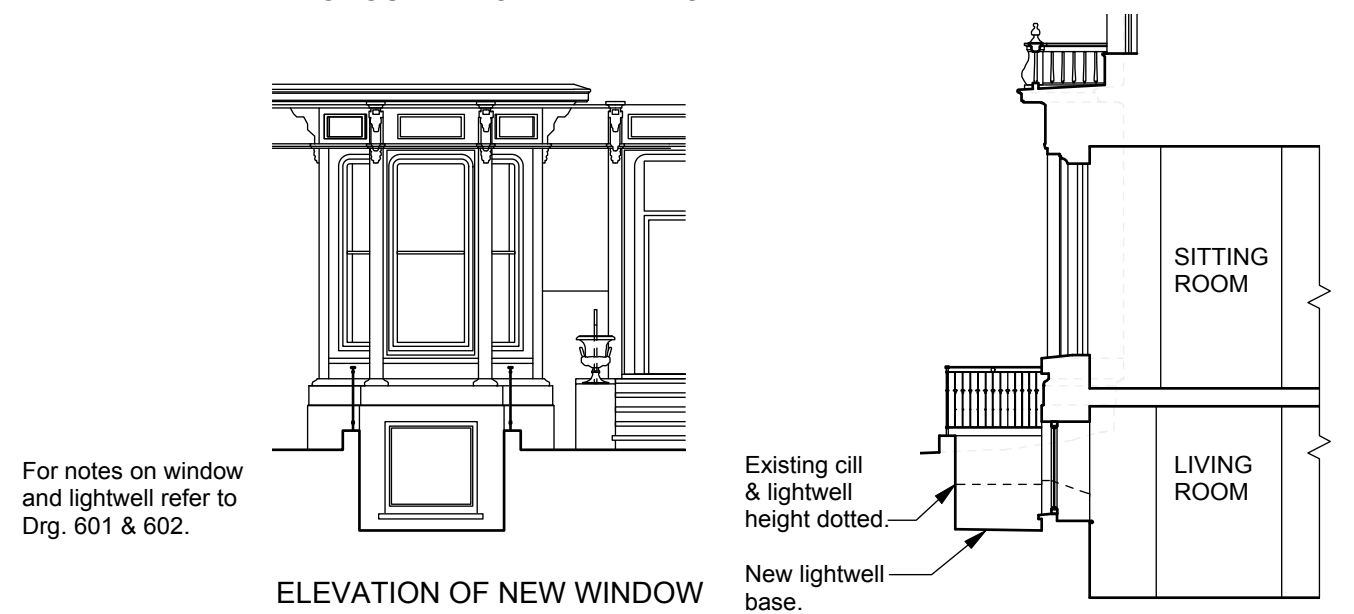 For notes on window
and lightwell refer to
Drg. 601 & 602.
ELEVATION OF NEW WINDOW
SITTING
ROOM
LIVING
ROOM
Existing cill
& lightwell
height dotted.
New lightwell
base.